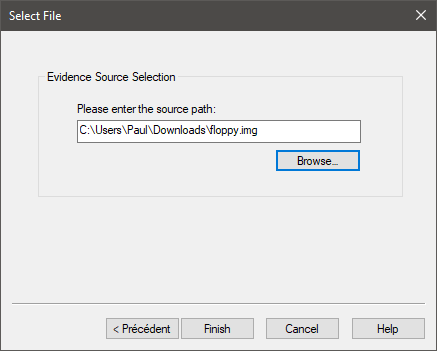 Select File
Evidence Source Selection
Please enter the source path:
C:\Users\Paul\Downloads\floppy.img
Browse...
< Précédent Finish Cancel Help